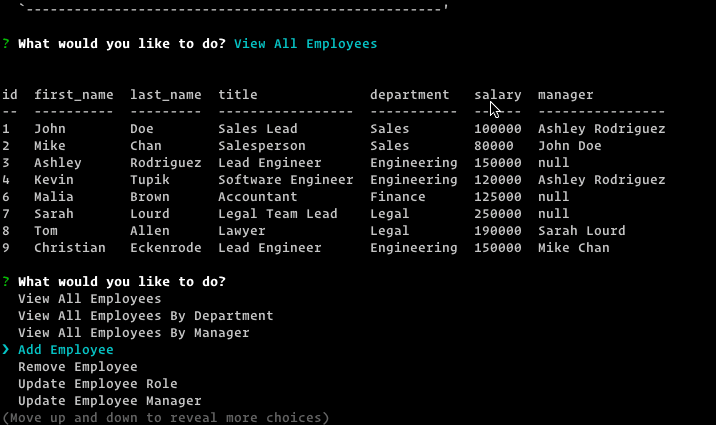 `--------------------------------------------------'
? What would you like to do? View All Employees
id  first_name  last_name  title              department   salary  manager
--  ----------  ---------  -----------------  -----------  ------  ----------------
1   John        Doe        Sales Lead         Sales        100000  Ashley Rodriguez
2   Mike        Chan       Salesperson        Sales        80000   John Doe
3   Ashley      Rodriguez  Lead Engineer      Engineering  150000  null
4   Kevin       Tupik      Software Engineer  Engineering  120000  Ashley Rodriguez
6   Malia       Brown      Accountant         Finance      125000  null
7   Sarah       Lourd      Legal Team Lead    Legal        250000  null
8   Tom         Allen      Lawyer             Legal        190000  Sarah Lourd
9   Christian   Eckenrode  Lead Engineer      Engineering  150000  Mike Chan
? What would you like to do?
  View All Employees
  View All Employees By Department
  View All Employees By Manager
❯ Add Employee
  Remove Employee
  Update Employee Role
  Update Employee Manager
(Move up and down to reveal more choices)